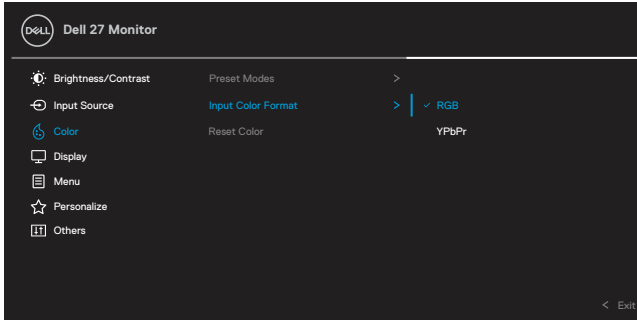 DELL Dell 27 Monitor
Brightness/Contrast Preset Modes >
Input Source Input Color Format > ✓ RGB
Color Reset Color YPbPr
Display
Menu
Personalize
Others
< Exit